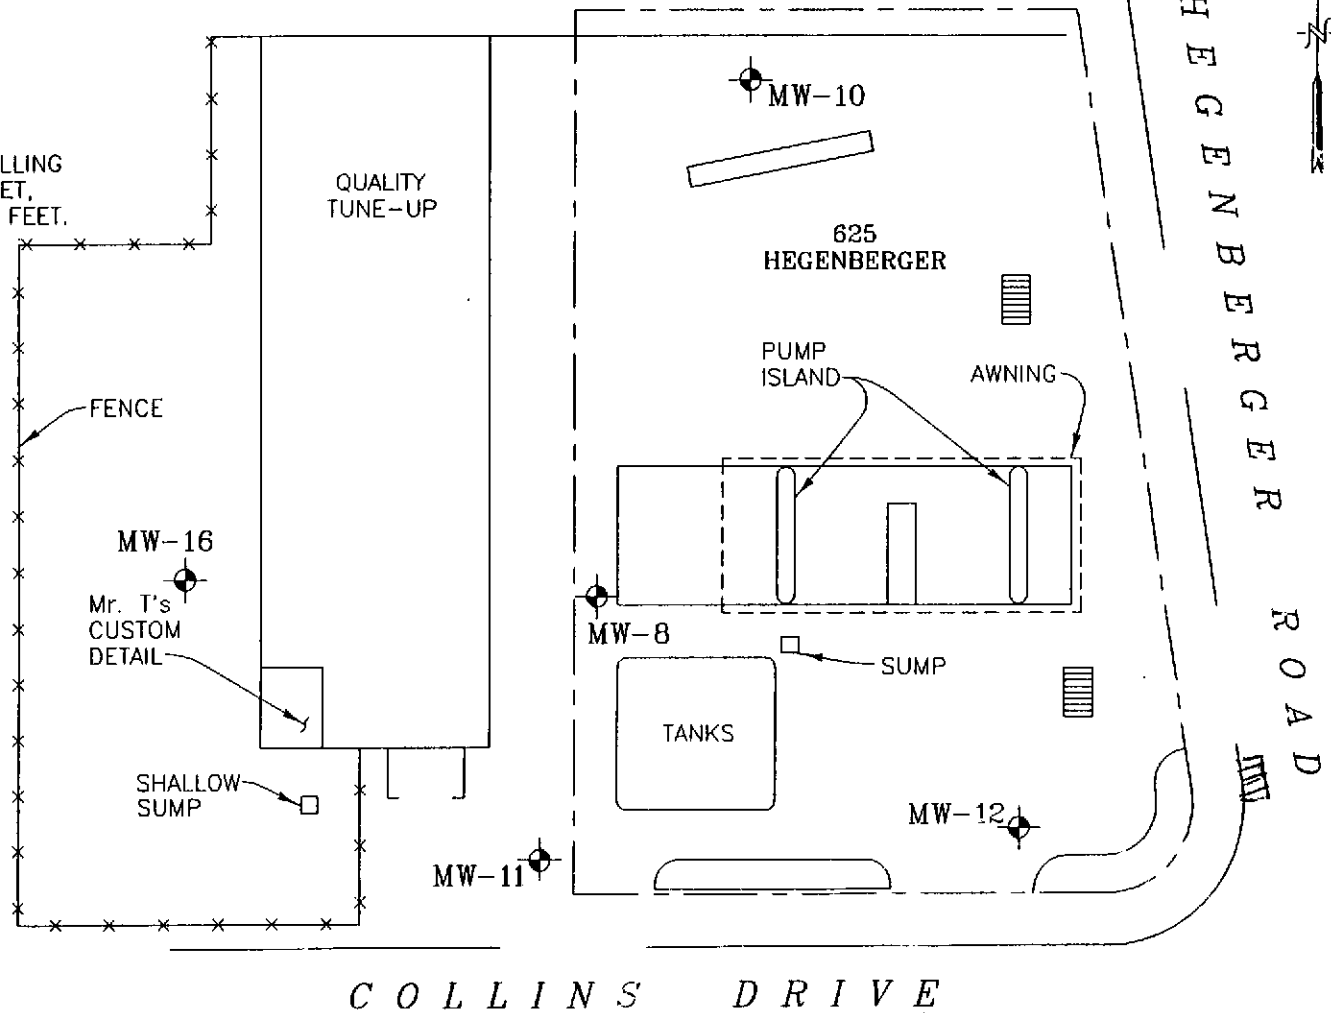 MW-10
LLING
ET,
FEET.
QUALITY
TUNE-UP
625
HEGENBERGER
PUMP
ISLAND
AWNING
FENCE
MW-16
Mr. T's
CUSTOM
DETAIL
MW-8
SUMP
TANKS
SHALLOW
SUMP
MW-12
MW-11
HEGENBERGER ROAD
COLLINS DRIVE
N